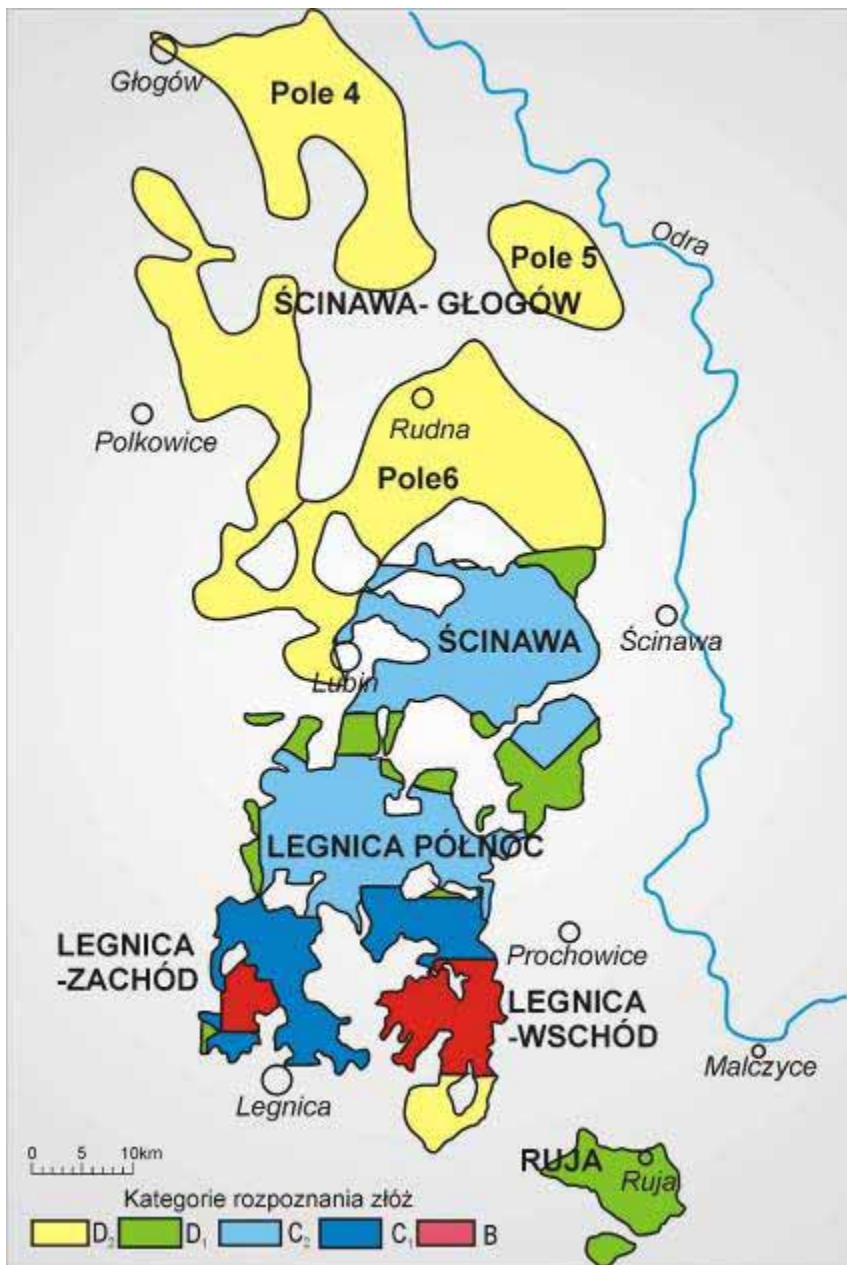 Głogów
Pole 4
Odra
Pole 5
ŚCINAWA- GŁOGÓW
Polkowice
Rudna
Pole6
ŚCINAWA
Ścinawa
Lubin
LEGNICA PÓŁNOC
LEGNICA
-ZACHÓD
Prochowice
LEGNICA
-WSCHÓD
Legnica
Malczyce
RUJA
Ruja
0 5 10km
Kategorie rozpoznania złóż
D₂ D₁ C₂ C₁ B